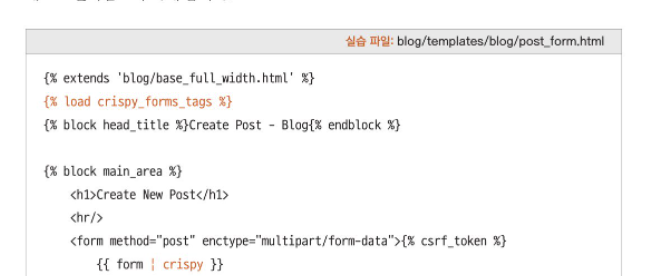 실습 파일: blog/templates/blog/post_form.html
{% extends 'blog/base_full_width.html' %}
{% load crispy_forms_tags %}
{% block head_title %}Create Post - Blog{% endblock %}
{% block main_area %}
<h1>Create New Post</h1>
<hr/>
<form method="post" enctype="multipart/form-data">{% csrf_token %}
{{ form | crispy }}